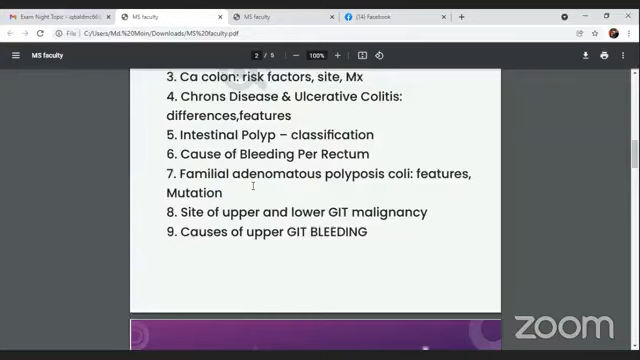 Exam Night Topic - iqbaldmc66
MS faculty
MS faculty
(14) Facebook
File
C:/Users/Md.%20Moin/Downloads/MS%20faculty.pdf
MS faculty
2 / 5
100%
3. Ca colon: risk factors, site, Mx
4. Chrons Disease & Ulcerative Colitis:
differences,features
5. Intestinal Polyp – classification
6. Cause of Bleeding Per Rectum
7. Familial adenomatous polyposis coli: features,
Mutation
8. Site of upper and lower GIT malignancy
9. Causes of upper GIT BLEEDING
zoom